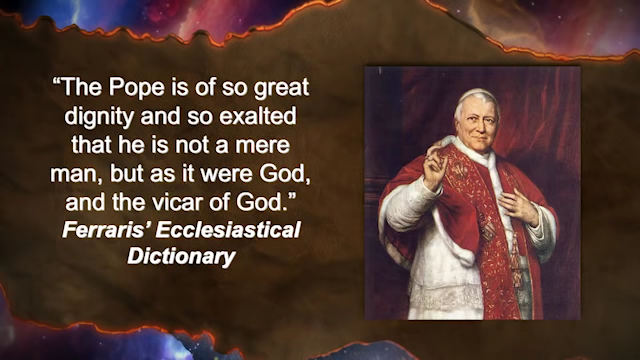 “The Pope is of so great
dignity and so exalted
that he is not a mere
man, but as it were God,
and the vicar of God.”
Ferraris’ Ecclesiastical
Dictionary